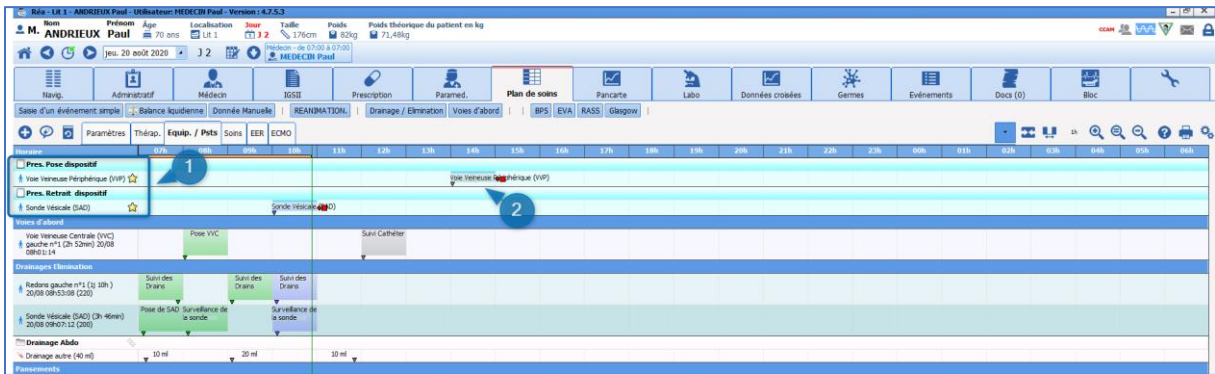 Réa - Lit 1 - ANDRIEUX Paul - Utilisateur: MEDECIN Paul - Version : 4.7.5.3
Nom Prénom Âge Localisation Jour Taille Poids Poids théorique du patient en kg
M. ANDRIEUX Paul 70 ans Lit 1 J 2 176cm 82kg 71,48kg
CCAM
jeu. 20 août 2020 J 2 Médecin - de 07:00 à 07:00
MEDECIN Paul
Navig. Administratif Médecin IGSII Prescription Paramed. Plan de soins Pancarte Labo Données croisées Germes Evénements Docs (0) Bloc
Saisie d'un événement simple Balance liquidienne Donnée Manuelle | REANIMATION. | Drainage / Elimination Voies d'abord | | BPS EVA RASS Glasgow |
Paramètres Thérap. Equip. / Psts Soins EER ECMO 1h
Horaire 07h 08h 09h 10h 11h 12h 13h 14h 15h 16h 17h 18h 19h 20h 21h 22h 23h 00h 01h 02h 03h 04h 05h 06h
Pres. Pose dispositif
1
Voie Veineuse Périphérique (VVP) Voie Veineuse Périphérique (VVP)
Pres. Retrait dispositif
2
Sonde Vésicale (SAD) Sonde Vésicale (SAD)
Voies d'abord
Voie Veineuse Centrale (VVC) Pose VVC Suivi Cathéter
gauche n°1 (2h 52min) 20/08
08h01:14
Drainages Elimination
Suivi des Suivi des Suivi des
Drains Drains Drains
Redons gauche n°1 (1j 10h )
20/08 08h53:08 (220)
Pose de SAD Surveillance de Surveillance de
la sonde la sonde
Sonde Vésicale (SAD) (3h 46min)
20/08 09h07:12 (200)
Drainage Abdo
Drainage autre (40 ml) 10 ml 20 ml 10 ml
Pansements